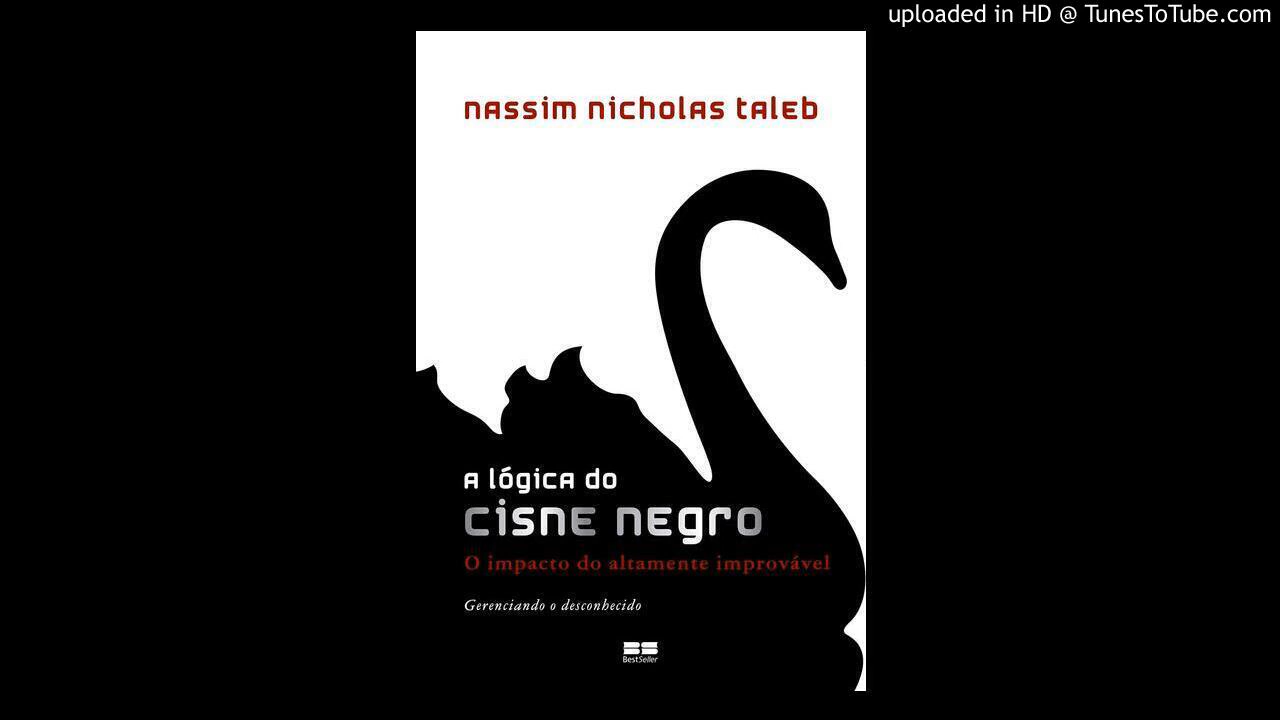 uploaded in HD @ TunesToTube.com
nassim nicholas taleb
a lógica do
cisne negro
O impacto do altamente improvável
Gerenciando o desconhecido
BS
BestSeller